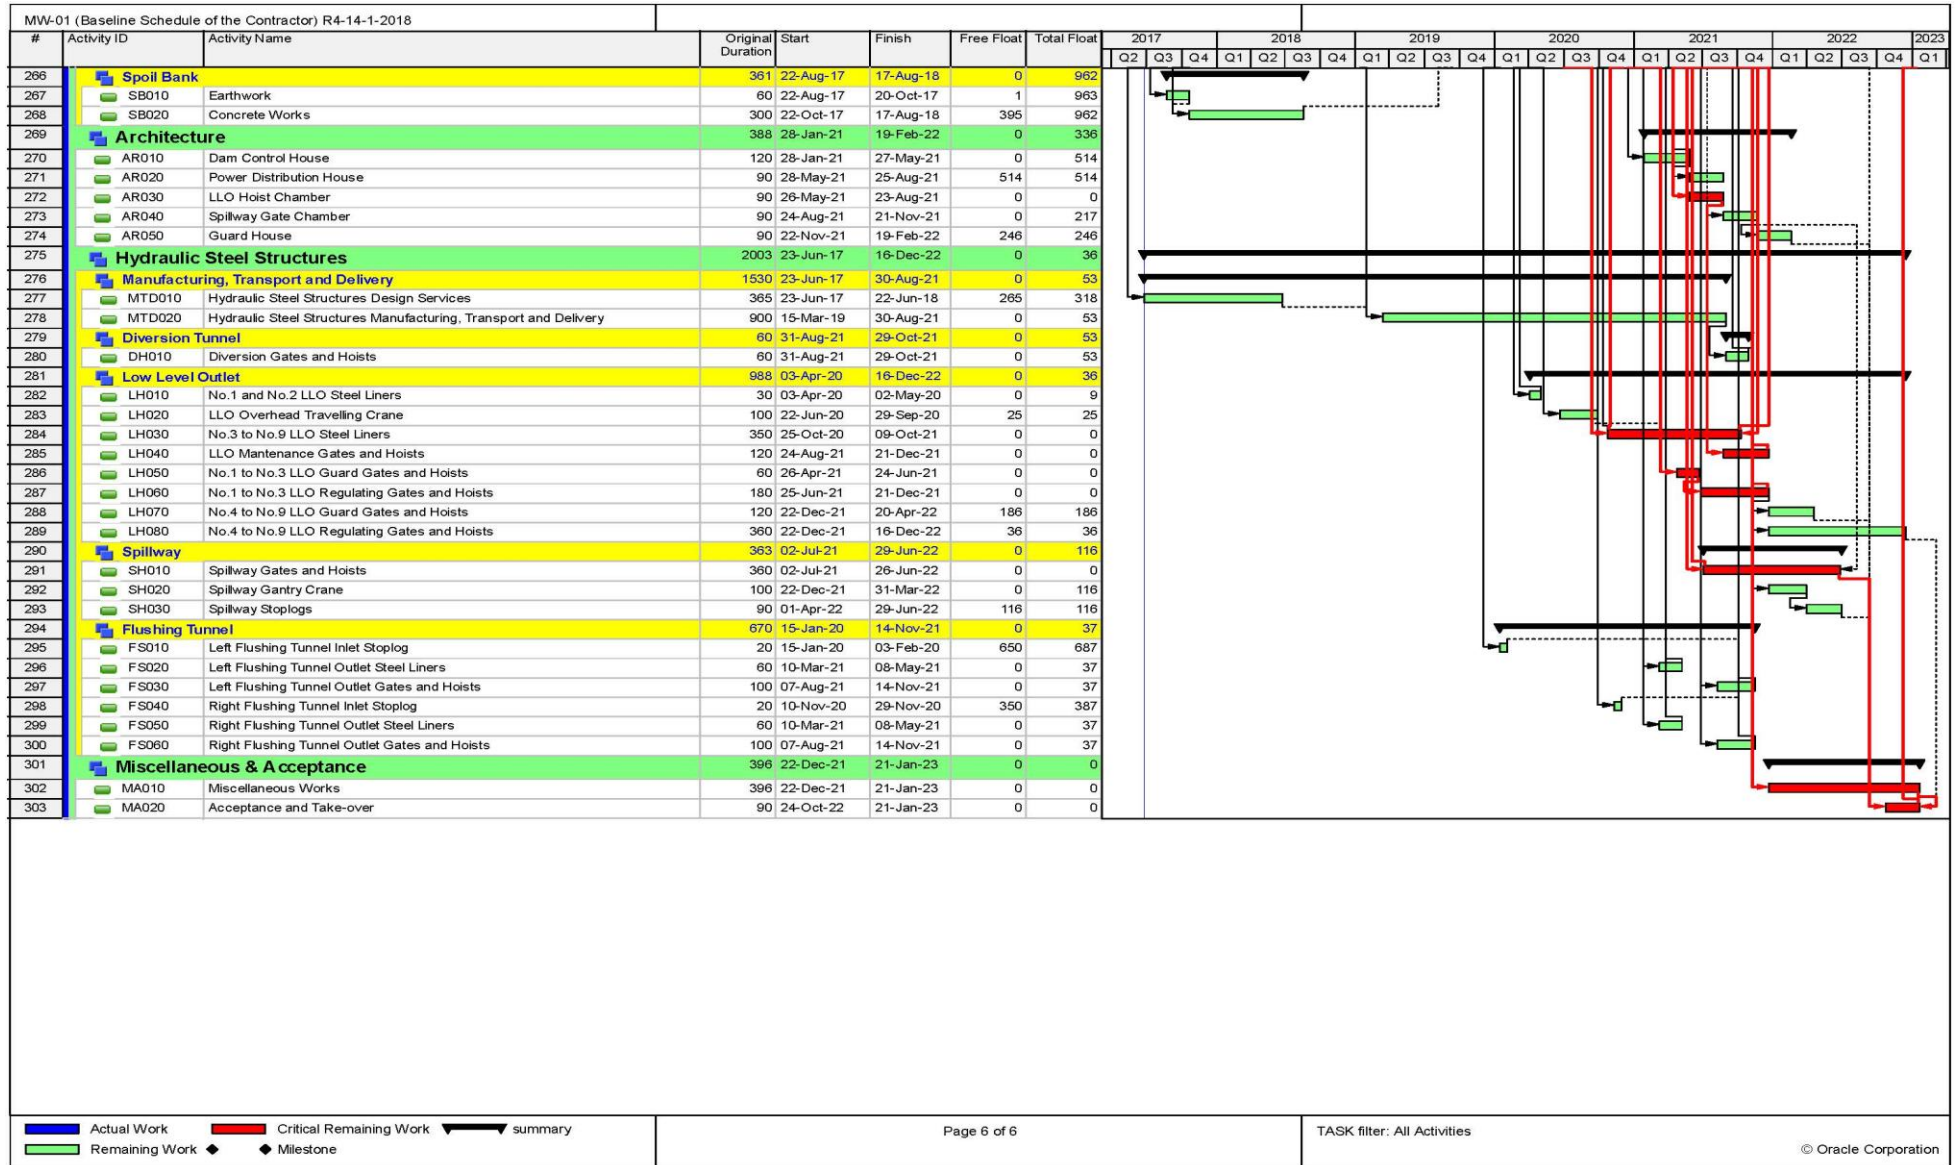 MW-01 (Baseline Schedule of the Contractor) R4-14-1-2018
# Activity ID Activity Name Original Duration Start Finish Free Float Total Float 2017 2018 2019 2020 2021 2022 2023
Q2 Q3 Q4 Q1 Q2 Q3 Q4 Q1 Q2 Q3 Q4 Q1 Q2 Q3 Q4 Q1 Q2 Q3 Q4 Q1 Q2 Q3 Q4 Q1
266 Spoil Bank 361 22-Aug-17 17-Aug-18 0 962
267 SB010 Earthwork 60 22-Aug-17 20-Oct-17 1 963
268 SB020 Concrete Works 300 22-Oct-17 17-Aug-18 395 962
269 Architecture 388 28-Jan-21 19-Feb-22 0 336
270 AR010 Dam Control House 120 28-Jan-21 27-May-21 0 514
271 AR020 Power Distribution House 90 28-May-21 25-Aug-21 514 514
272 AR030 LLO Hoist Chamber 90 26-May-21 23-Aug-21 0 0
273 AR040 Spillway Gate Chamber 90 24-Aug-21 21-Nov-21 0 217
274 AR050 Guard House 90 22-Nov-21 19-Feb-22 246 246
275 Hydraulic Steel Structures 2003 23-Jun-17 16-Dec-22 0 36
276 Manufacturing, Transport and Delivery 1530 23-Jun-17 30-Aug-21 0 53
277 MTD010 Hydraulic Steel Structures Design Services 365 23-Jun-17 22-Jun-18 265 318
278 MTD020 Hydraulic Steel Structures Manufacturing, Transport and Delivery 900 15-Mar-19 30-Aug-21 0 53
279 Diversion Tunnel 60 31-Aug-21 29-Oct-21 0 53
280 DH010 Diversion Gates and Hoists 60 31-Aug-21 29-Oct-21 0 53
281 Low Level Outlet 988 03-Apr-20 16-Dec-22 0 36
282 LH010 No.1 and No.2 LLO Steel Liners 30 03-Apr-20 02-May-20 0 9
283 LH020 LLO Overhead Travelling Crane 100 22-Jun-20 29-Sep-20 25 25
284 LH030 No.3 to No.9 LLO Steel Liners 350 25-Oct-20 09-Oct-21 0 0
285 LH040 LLO Mantenance Gates and Hoists 120 24-Aug-21 21-Dec-21 0 0
286 LH050 No.1 to No.3 LLO Guard Gates and Hoists 60 26-Apr-21 24-Jun-21 0 0
287 LH060 No.1 to No.3 LLO Regulating Gates and Hoists 180 25-Jun-21 21-Dec-21 0 0
288 LH070 No.4 to No.9 LLO Guard Gates and Hoists 120 22-Dec-21 20-Apr-22 186 186
289 LH080 No.4 to No.9 LLO Regulating Gates and Hoists 360 22-Dec-21 16-Dec-22 36 36
290 Spillway 363 02-Jul-21 29-Jun-22 0 116
291 SH010 Spillway Gates and Hoists 360 02-Jul-21 26-Jun-22 0 0
292 SH020 Spillway Gantry Crane 100 22-Dec-21 31-Mar-22 0 116
293 SH030 Spillway Stoplogs 90 01-Apr-22 29-Jun-22 116 116
294 Flushing Tunnel 670 15-Jan-20 14-Nov-21 0 37
295 FS010 Left Flushing Tunnel Inlet Stoplog 20 15-Jan-20 03-Feb-20 650 687
296 FS020 Left Flushing Tunnel Outlet Steel Liners 60 10-Mar-21 08-May-21 0 37
297 FS030 Left Flushing Tunnel Outlet Gates and Hoists 100 07-Aug-21 14-Nov-21 0 37
298 FS040 Right Flushing Tunnel Inlet Stoplog 20 10-Nov-20 29-Nov-20 350 387
299 FS050 Right Flushing Tunnel Outlet Steel Liners 60 10-Mar-21 08-May-21 0 37
300 FS060 Right Flushing Tunnel Outlet Gates and Hoists 100 07-Aug-21 14-Nov-21 0 37
301 Miscellaneous & Acceptance 396 22-Dec-21 21-Jan-23 0 0
302 MA010 Miscellaneous Works 396 22-Dec-21 21-Jan-23 0 0
303 MA020 Acceptance and Take-over 90 24-Oct-22 21-Jan-23 0 0
Actual Work Critical Remaining Work summary Page 6 of 6 TASK filter: All Activities
Remaining Work Milestone © Oracle Corporation